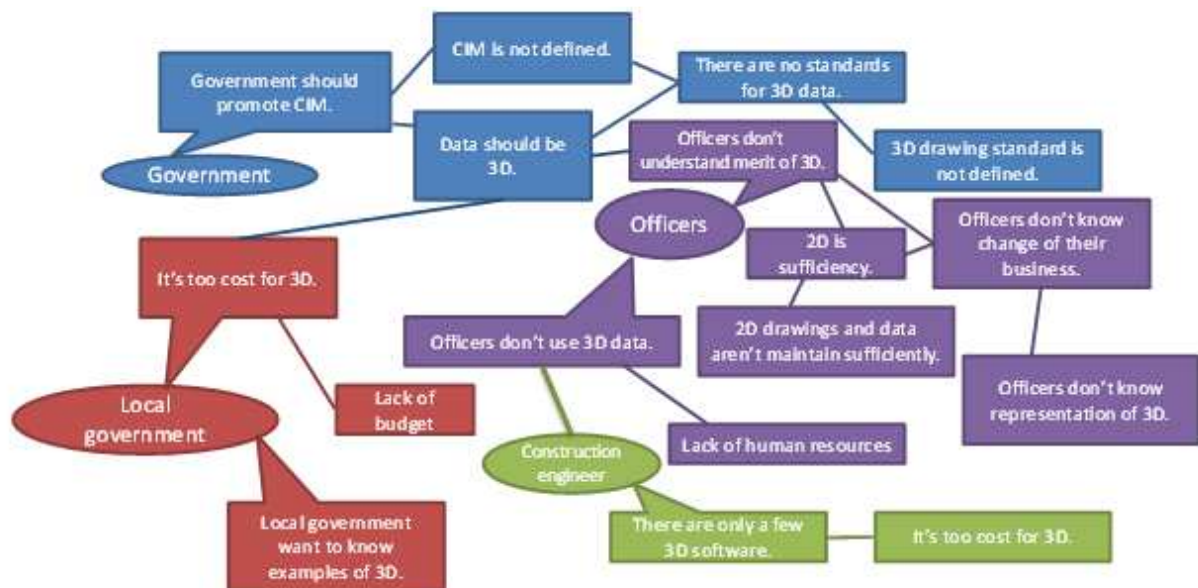 CIM is not defined.
Government should
promote CIM.
There are no standards
for 3D data.
Data should be
3D.
Officers don't
understand merit of 3D.
3D drawing standard is
not defined.
Government
Officers
Officers don't know
change of their
business.
2D is
sufficiency.
It's too cost for 3D.
Officers don't use 3D data.
2D drawings and data
aren't maintain sufficiently.
Officers don't know
representation of 3D.
Local
government
Lack of
budget
Lack of human resources
Construction
engineer
Local government
want to know
examples of 3D.
There are only a few
3D software.
It's too cost for 3D.